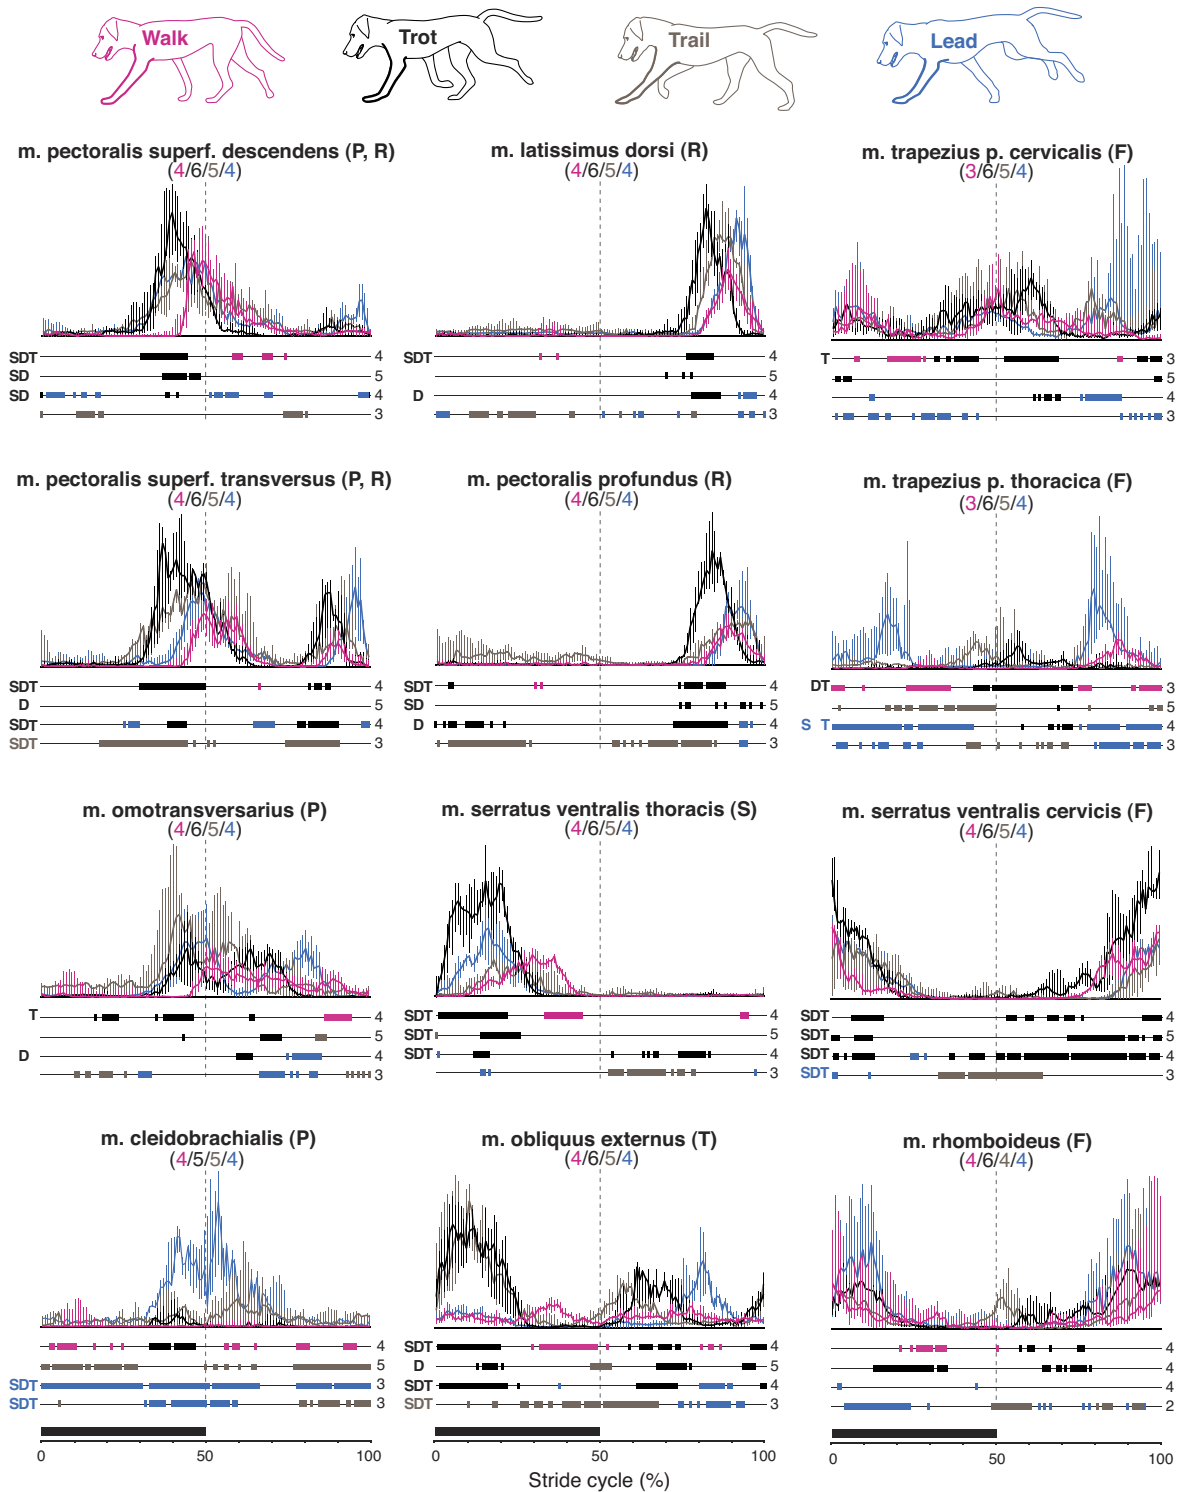 Walk
Trot
Trail
Lead
m. pectoralis superf. descendens (P, R)
(4/6/5/4)
SDT 4
SD 5
SD 4
3
m. latissimus dorsi (R)
(4/6/5/4)
SDT 4
5
D 4
3
m. trapezius p. cervicalis (F)
(3/6/5/4)
T 3
5
4
3
m. pectoralis superf. transversus (P, R)
(4/6/5/4)
SDT 4
D 5
SDT 4
SDT 3
m. pectoralis profundus (R)
(4/6/5/4)
SDT 4
SD 5
D 4
3
m. trapezius p. thoracica (F)
(3/6/5/4)
DT 3
5
S T 4
3
m. omotransversarius (P)
(4/6/5/4)
T 4
5
D 4
3
m. serratus ventralis thoracis (S)
(4/6/5/4)
SDT 4
SDT 5
SDT 4
3
m. serratus ventralis cervicis (F)
(4/6/5/4)
SDT 4
SDT 5
SDT 4
SDT 3
m. cleidobrachialis (P)
(4/5/5/4)
4
5
SDT 3
SDT 3
0 50 100
m. obliquus externus (T)
(4/6/5/4)
SDT 4
D 5
SDT 4
SDT 3
0 50 100
m. rhomboideus (F)
(4/6/4/4)
4
4
4
2
0 50 100
Stride cycle (%)